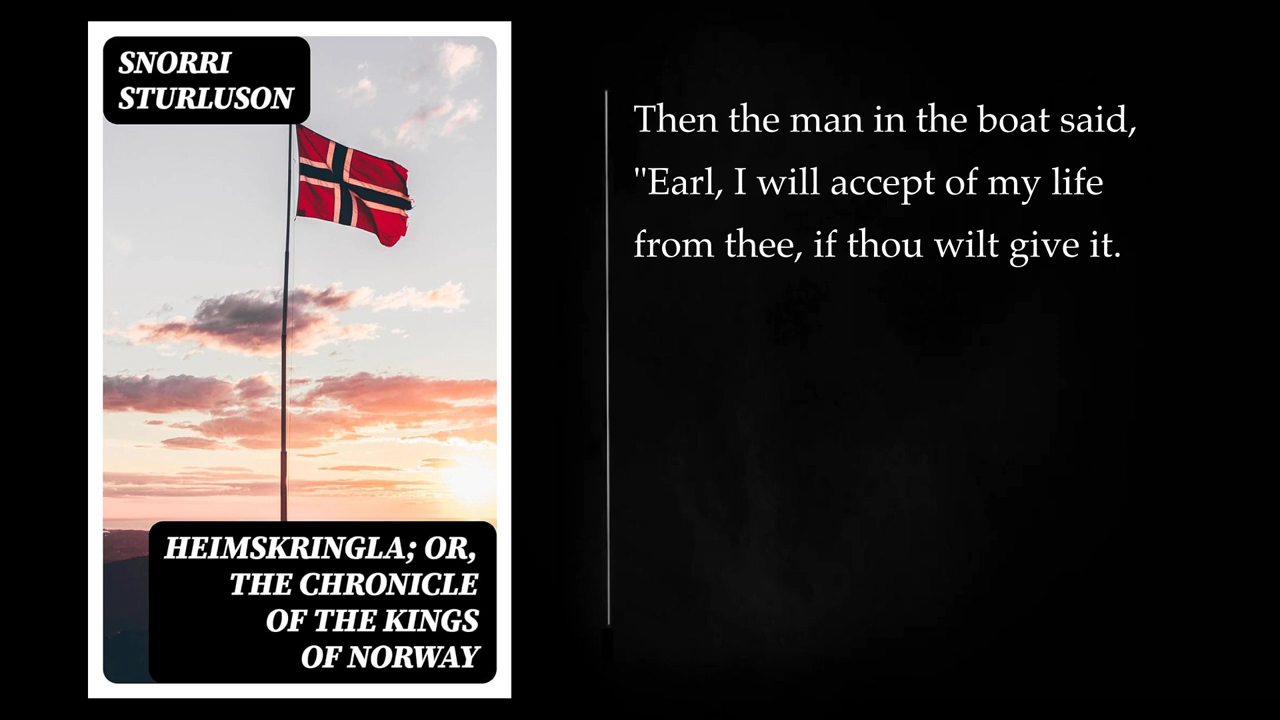 SNORRI
STURLUSON
HEIMSKRINGLA; OR,
THE CHRONICLE
OF THE KINGS
OF NORWAY
Then the man in the boat said,
"Earl, I will accept of my life
from thee, if thou wilt give it.